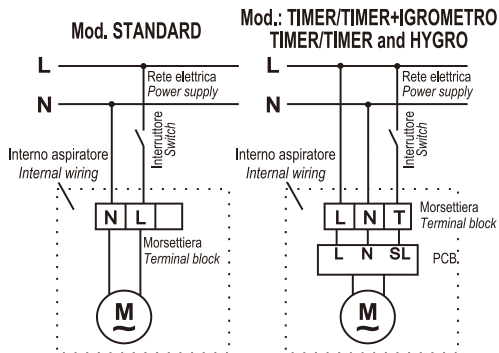 Mod. STANDARD
L
Rete elettrica
Power supply
N
Interruttore
Switch
Interno aspiratore
Internal wiring
N L
Morsettiera
Terminal block
M
~
Mod.: TIMER/TIMER+IGROMETRO
TIMER/TIMER and HYGRO
L
Rete elettrica
Power supply
N
Interruttore
Switch
Interno aspiratore
Internal wiring
L N T
Morsettiera
Terminal block
L N SL
PCB.
M
~